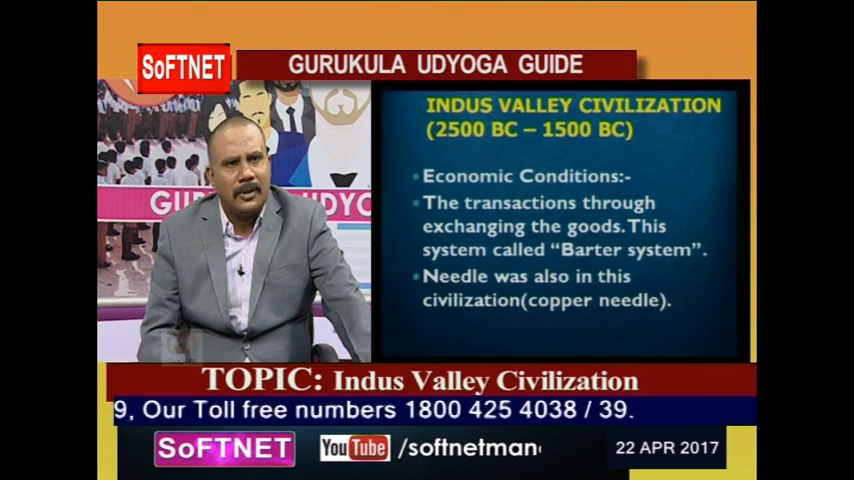 SoFTNET
GURUKULA UDYOGA GUIDE
INDUS VALLEY CIVILIZATION
(2500 BC – 1500 BC)
Economic Conditions:-
The transactions through
exchanging the goods. This
system called “Barter system”.
Needle was also in this
civilization(copper needle).
TOPIC: Indus Valley Civilization
9, Our Toll free numbers 1800 425 4038 / 39.
SoFTNET
YouTube /softnetman
22 APR 2017